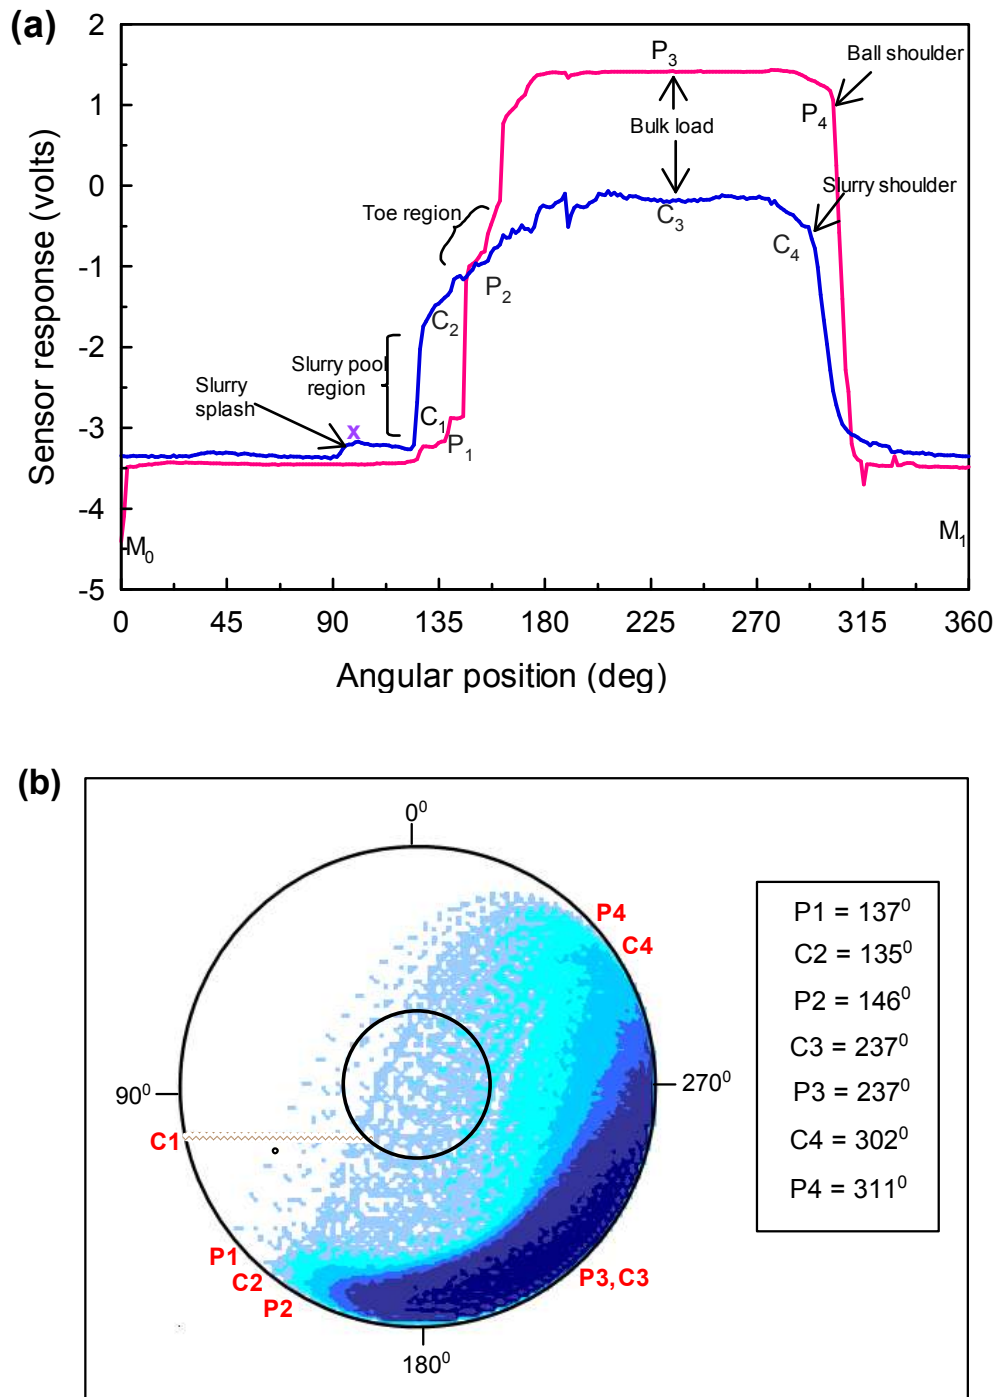 (a)
Sensor response (volts)
2
1
0
-1
-2
-3
-4
-5
P3
Ball shoulder
P4
Bulk load
Slurry shoulder
Toe region
C3
C4
P2
C2
Slurry pool
region
Slurry
splash
x
C1
P1
M0
M1
0 45 90 135 180 225 270 315 360
Angular position (deg)
(b)
0⁰
P4
C4
90⁰
270⁰
C1
P1
C2
P2
P3,C3
180⁰
P1 = 137⁰
C2 = 135⁰
P2 = 146⁰
C3 = 237⁰
P3 = 237⁰
C4 = 302⁰
P4 = 311⁰